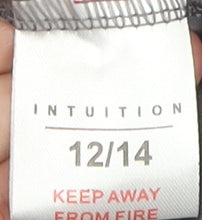 INTUITION
12/14
KEEP AWAY
FROM FIRE